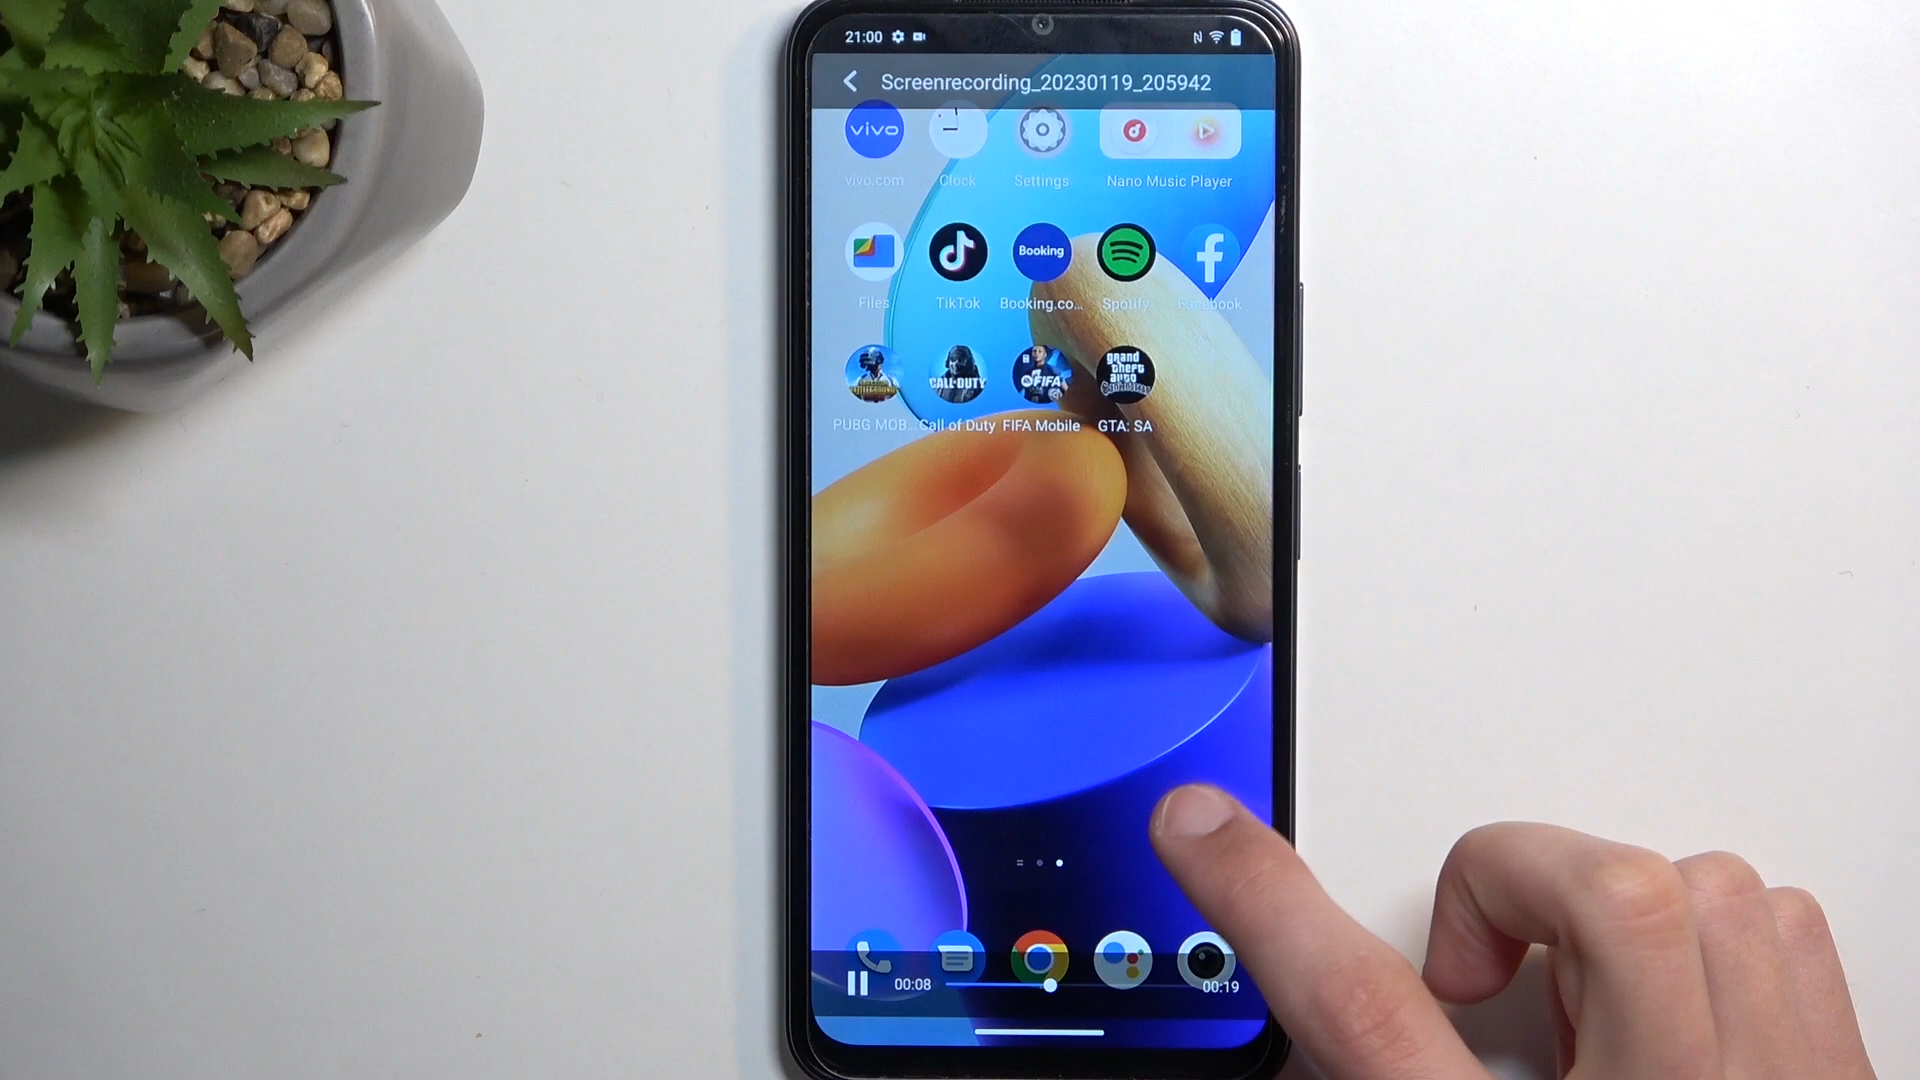 21:00
Screenrecording_20230119_205942
vivo
vivo.com Clock Settings Nano Music Player
Booking
Files TikTok Booking.co... Spotify Facebook
CALL·DUTY FIFA grand theft auto
PUBG MOB... Call of Duty FIFA Mobile GTA: SA
00:08 00:19